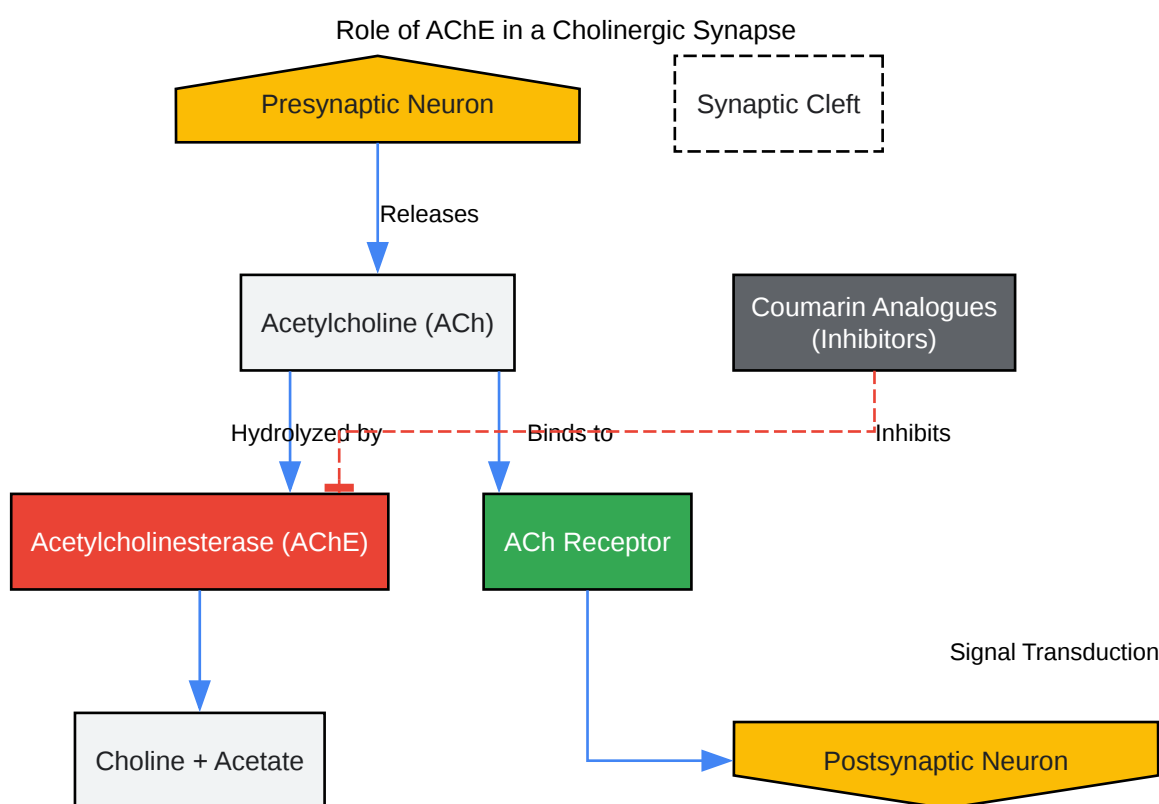 Role of AChE in a Cholinergic Synapse
Presynaptic Neuron
Synaptic Cleft
Releases
Acetylcholine (ACh)
Coumarin Analogues
(Inhibitors)
Hydrolyzed by
Binds to
Inhibits
Acetylcholinesterase (AChE)
ACh Receptor
Signal Transduction
Choline + Acetate
Postsynaptic Neuron